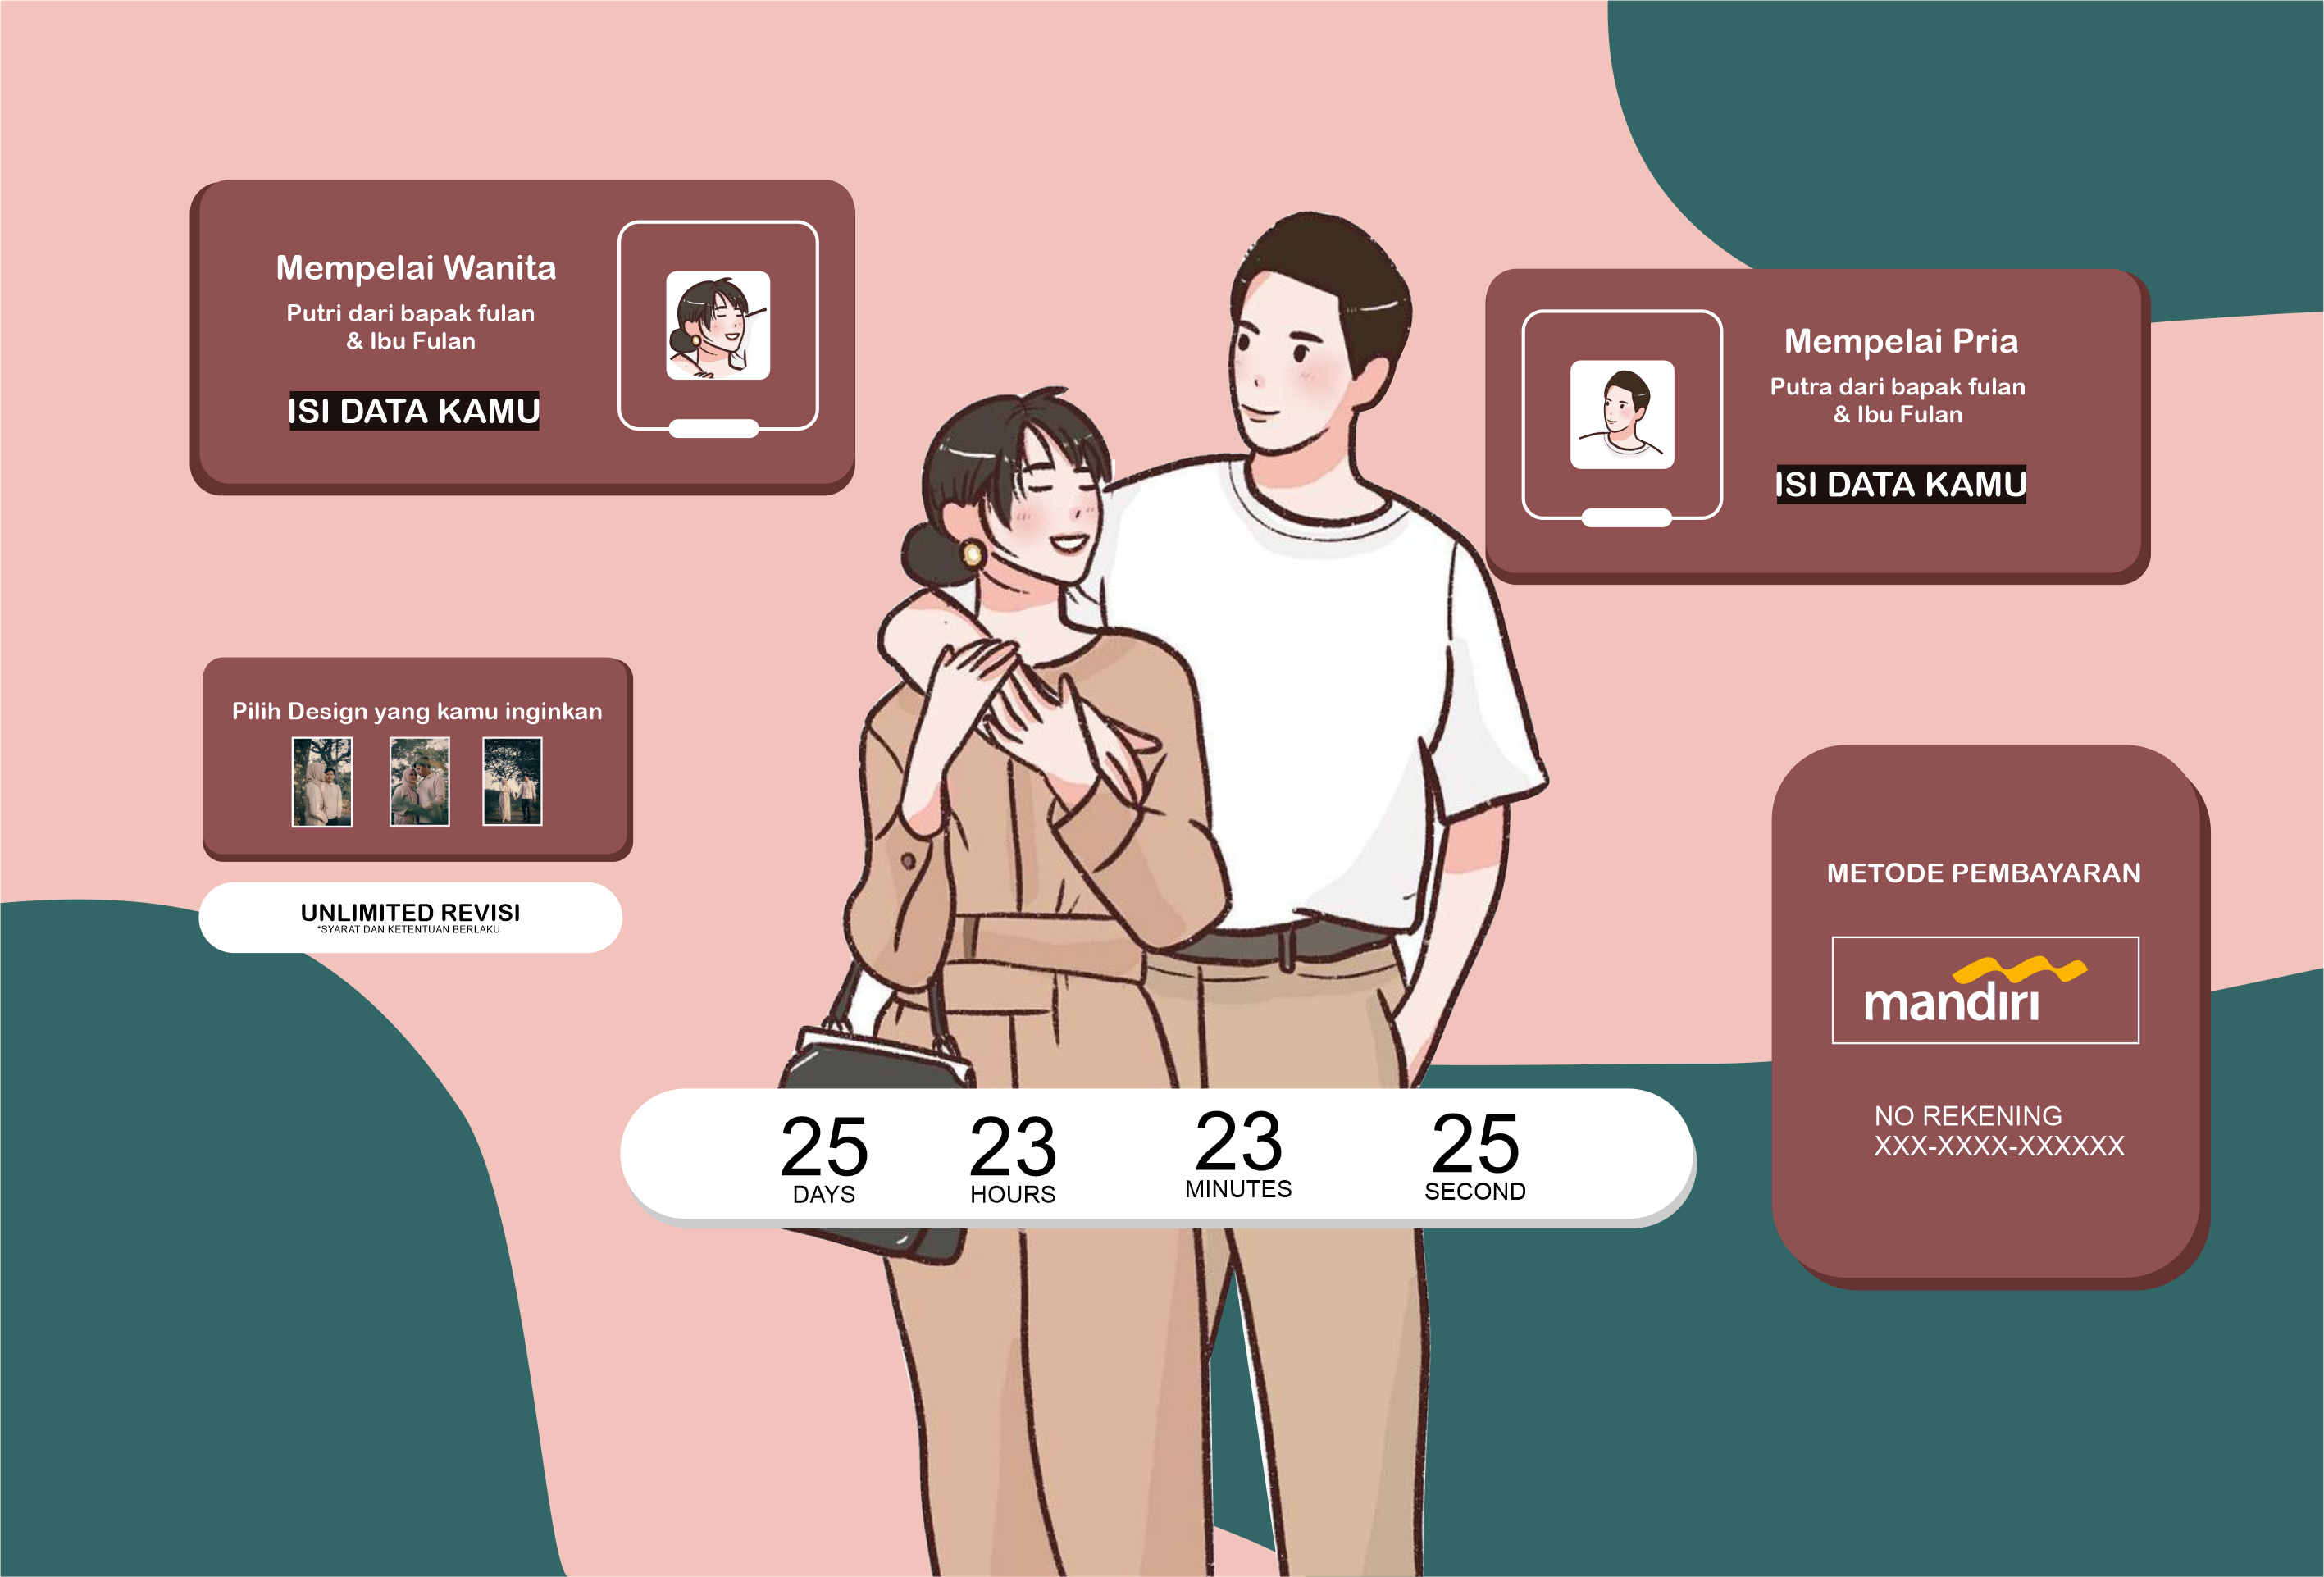 Mempelai Wanita
Putri dari bapak fulan
& Ibu Fulan
ISI DATA KAMU
Mempelai Pria
Putra dari bapak fulan
& Ibu Fulan
ISI DATA KAMU
Pilih Design yang kamu inginkan
UNLIMITED REVISI
*SYARAT DAN KETENTUAN BERLAKU
METODE PEMBAYARAN
mandiri
NO REKENING
XXX-XXXX-XXXXXX
25 23 23 25
DAYS HOURS MINUTES SECOND